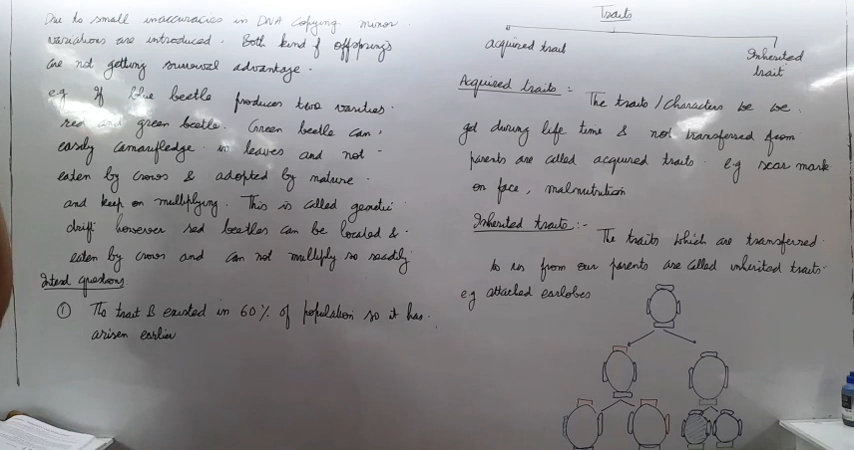 Due to small inaccuracies in DNA Copying minor
variations are introduced. Both kind of offsprings
are not getting survival advantage.
e.g If blue beetle produces two varities.
red and green beetle. Green beetle can
easily camaufledge in leaves and not -
eaten by crows & adopted by nature.
and keep on multiplying. This is called genetic
drift however red beetles can be located & -
eaten by crows and can not multiply so readily
Intext questions
① The trait B existed in 60% of population so it has.
arisen earlier
Traits
acquired trait
Inherited
trait
Acquired traits :-
The traits / characters we we.
get during life time & not transferred from
parents are called acquired traits. e.g scar mark
on face, malnutrition
Inherited traits:-
The traits which are transferred
to us from our parents are called inherited traits.
eg attached earlobes